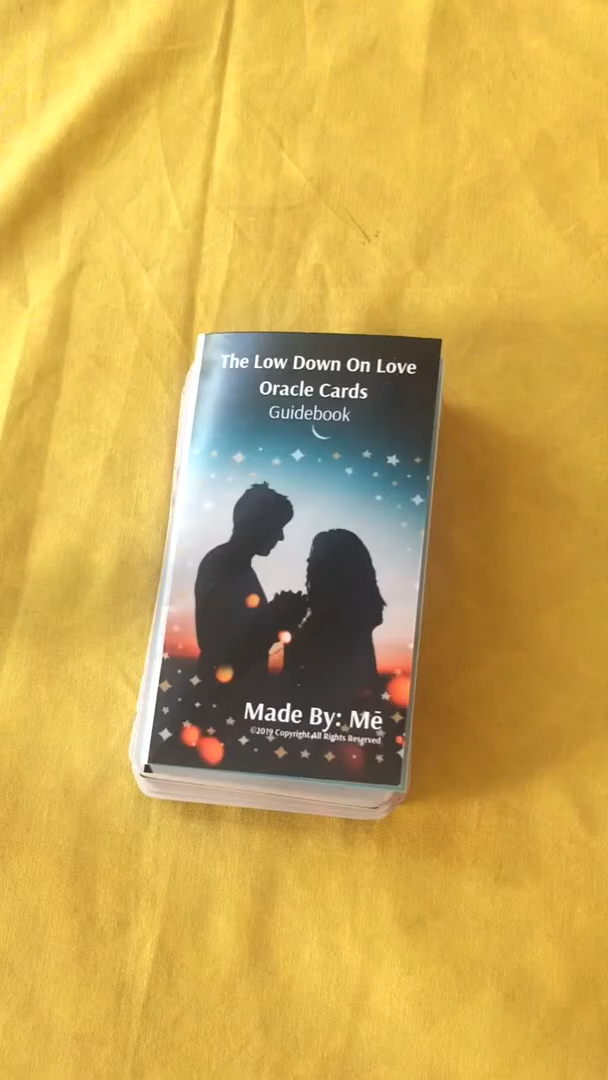 The Low Down On Love
Oracle Cards
Guidebook
Made By: Mē
©2019 Copyright All Rights Reserved